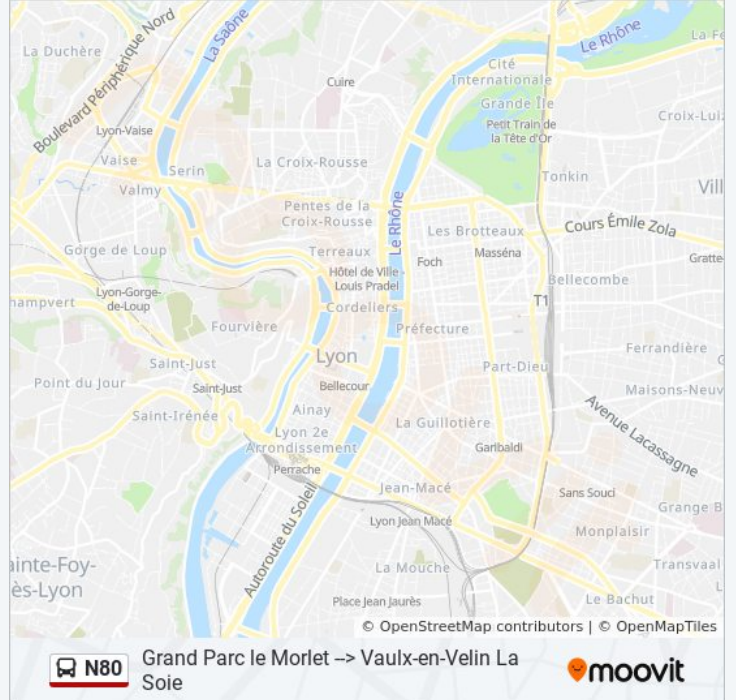 La Duchère
Boulevard Périphérique Nord
La Saône
Le Rhône
Cité
Internationale
Cuire
Grande Île
Petit Train de
la Tête d'Or
Croix-Luiz
Lyon-Vaise
Vaise
Serin
La Croix-Rousse
Valmy
Tonkin
Vill
Pentes de la
Croix-Rousse
Le Rhône
Les Brotteaux
Cours Émile Zola
Gorge de Loup
Terreaux
Masséna
Foch
Gratte-
Hôtel de Ville -
Louis Pradel
Bellecombe
Lyon-Gorge-
de-Loup
hampvert
T1
Cordeliers
Fourvière
Préfecture
Lyon
Ferrandière
Saint-Just
Part-Dieu
Point du Jour
Saint-Just
Bellecour
Maisons-Neuv
Saint-Irénée
Ainay
Avenue Lacassagne
La Guillotière
Lyon 2e
Arrondissement
Garibaldi
Perrache
Jean-Macé
Sans Souci
Autoroute du Soleil
Grange B
Lyon Jean Macé
Monplaisir
ainte-Foy-
ès-Lyon
La Mouche
Transvaal
Place Jean Jaurès
Le Bachut
© OpenStreetMap contributors | © OpenMapTiles
N80
Grand Parc le Morlet --> Vaulx-en-Velin La
Soie
moovit